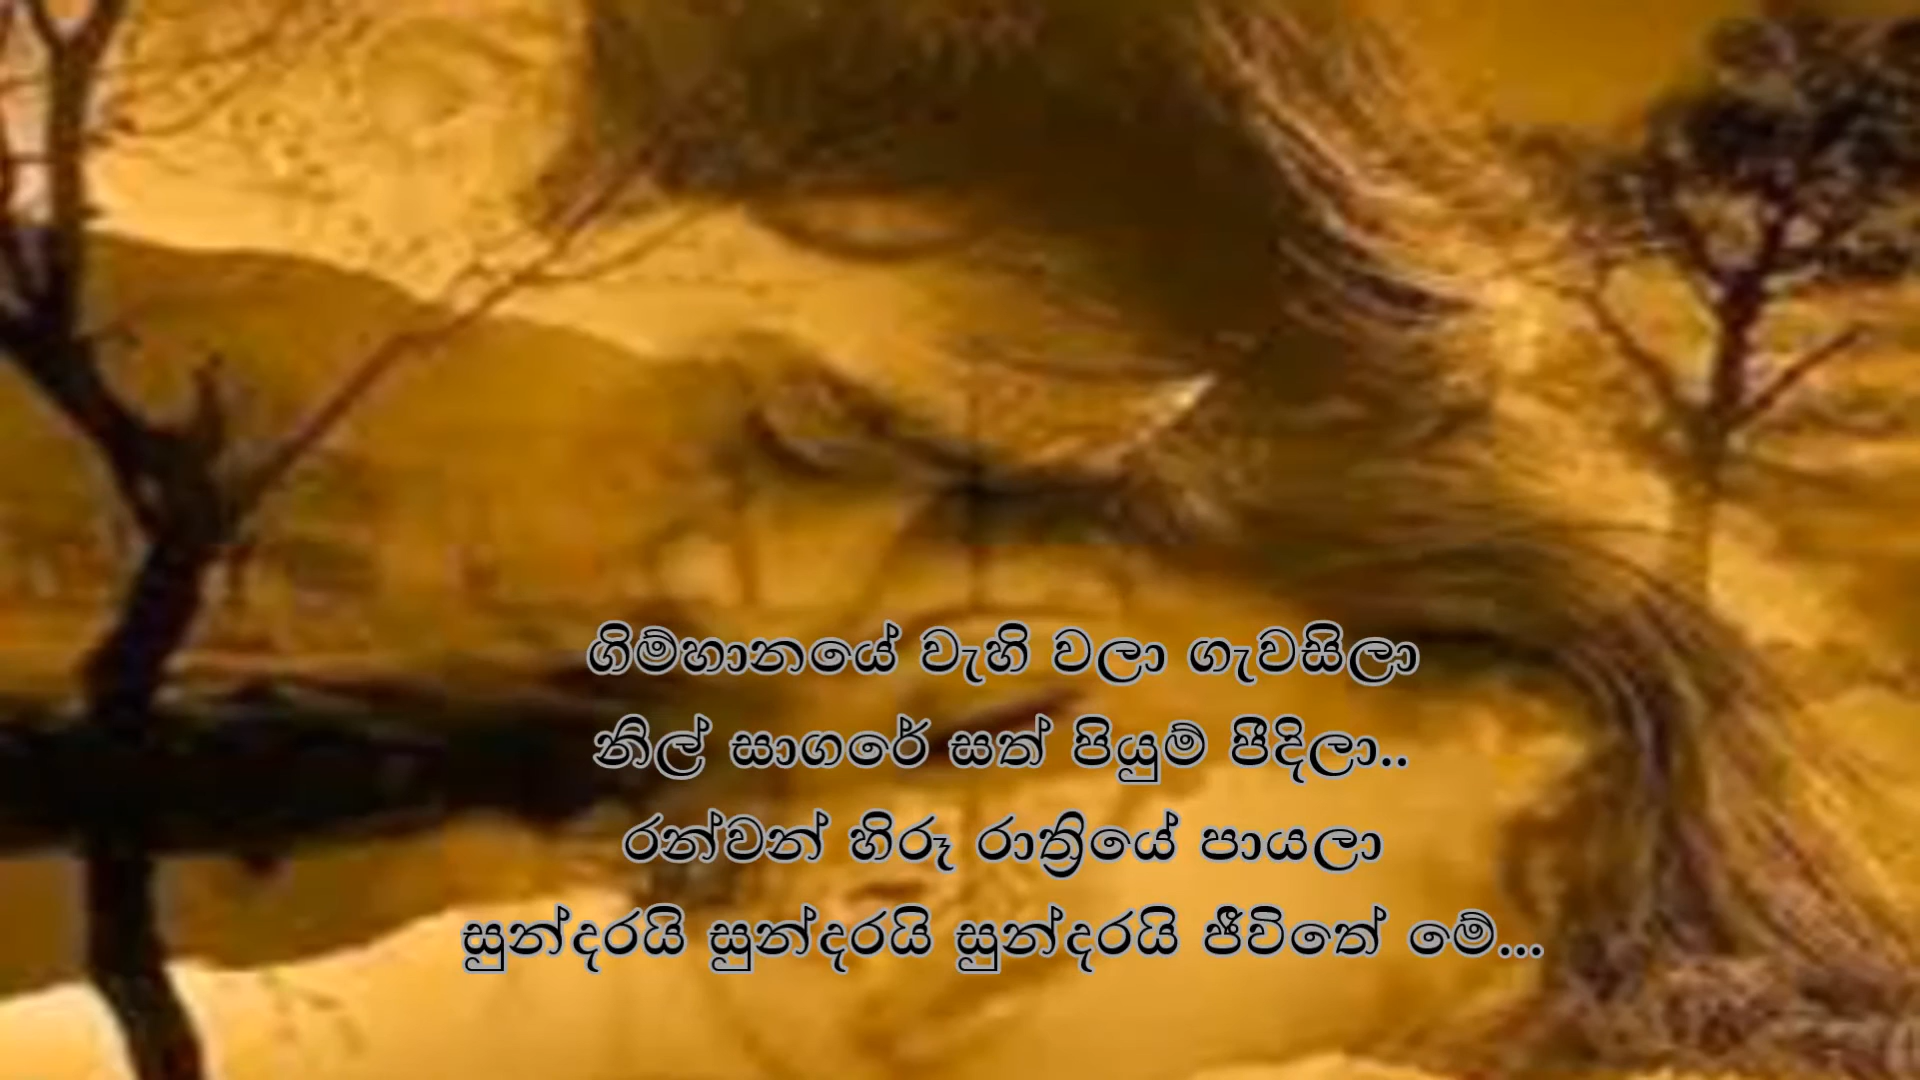 ගිම්හානයේ වැහි වලා ගැවසිලා
නිල් සාගරේ සත් පියුම් පීදිලා..
රන්වන් හිරූ රාත්‍රියේ පායලා
සුන්දරයි සුන්දරයි සුන්දරයි ජීවිතේ මේ...